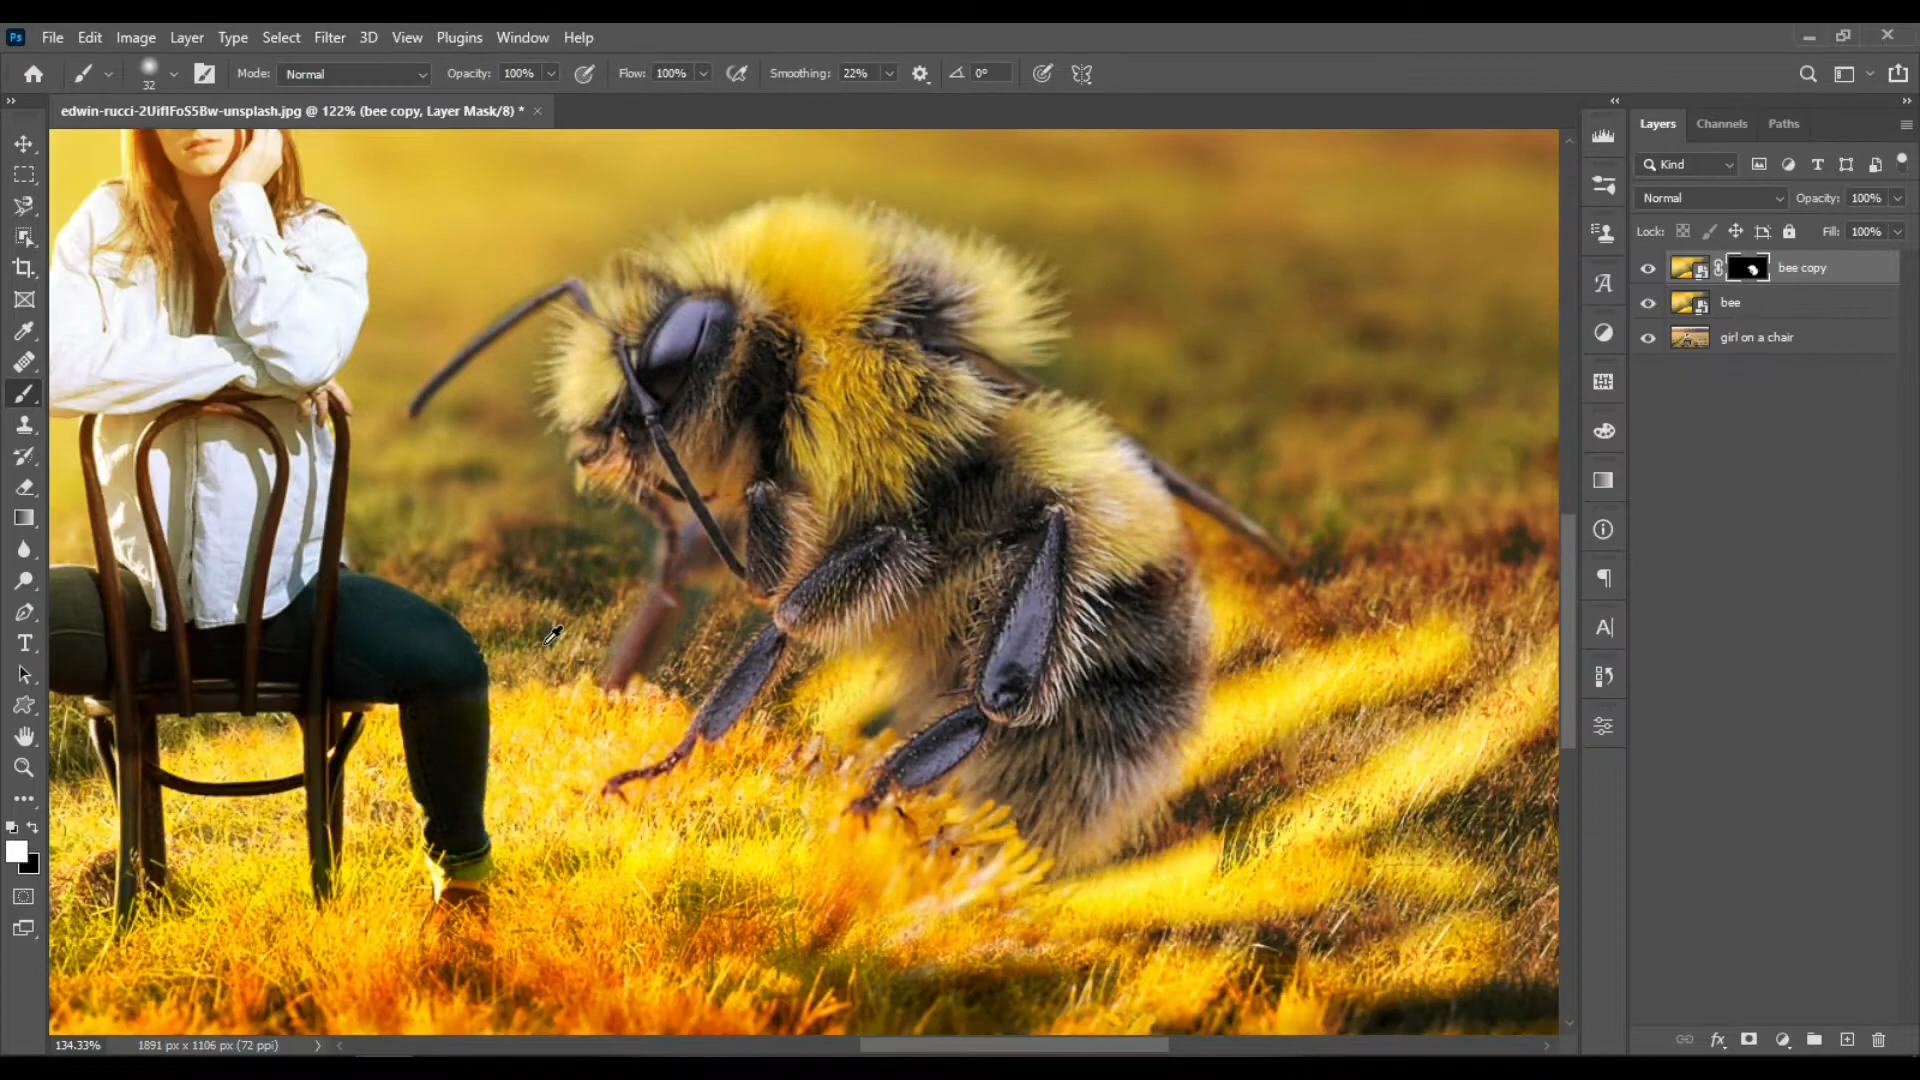 Ps File Edit Image Layer Type Select Filter 3D View Plugins Window Help
32 Mode: Normal Opacity: 100% Flow: 100% Smoothing: 22% 0°
edwin-rucci-2UifIFoS5Bw-unsplash.jpg @ 122% (bee copy, Layer Mask/8) *
Layers Channels Paths
Kind
Normal Opacity: 100%
Lock: Fill: 100%
bee copy
bee
girl on a chair
134.33% 1891 px x 1106 px (72 ppi)